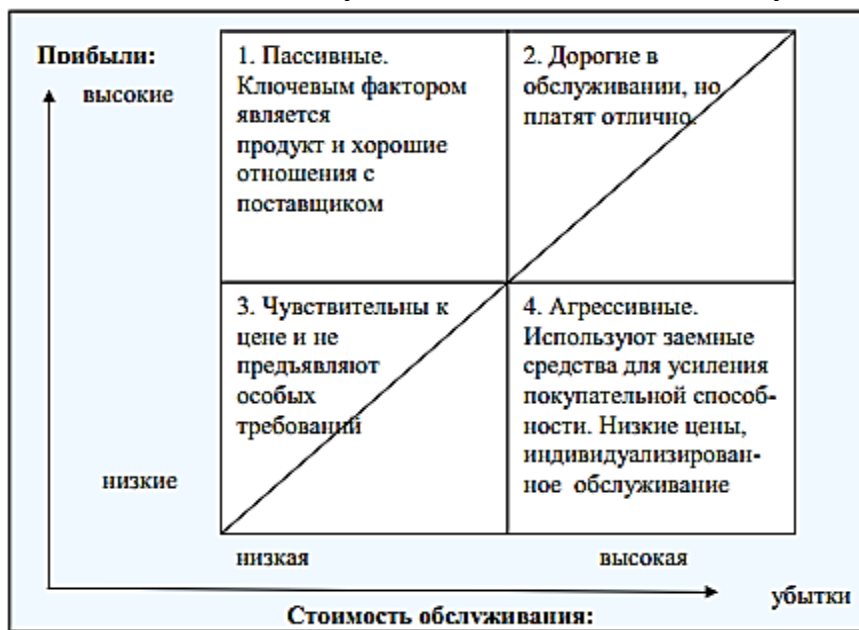 Прибыли:
высокие
1. Пассивные.
Ключевым фактором
является
продукт и хорошие
отношения с
поставщиком
2. Дорогие в
обслуживании, но
платят отлично.
3. Чувствительны к
цене и не
предъявляют
особых
требований
4. Агрессивные.
Используют заемные
средства для усиления
покупательной способ-
ности. Низкие цены,
индивидуализирован-
ное обслуживание
низкие
низкая
высокая
убытки
Стоимость обслуживания: